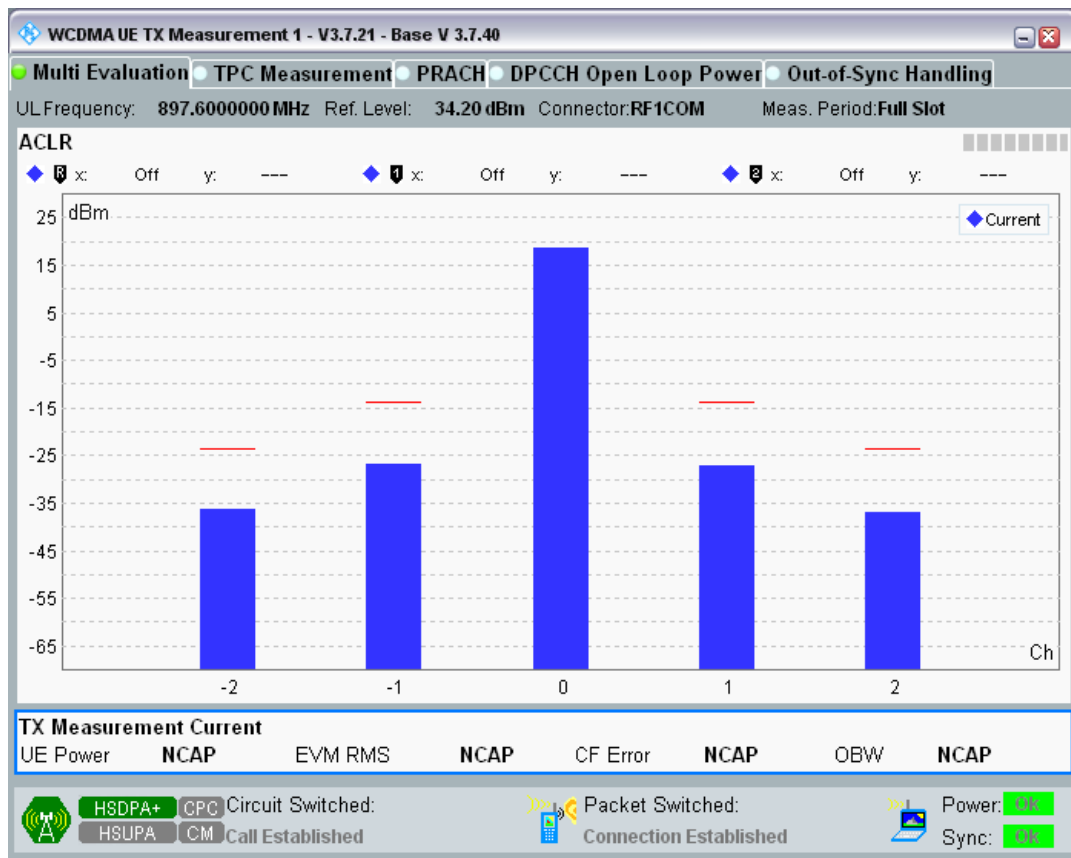 WCDMA UE TX Measurement 1 - V3.7.21 - Base V 3.7.40
Multi Evaluation TPC Measurement PRACH DPCCH Open Loop Power Out-of-Sync Handling
UL Frequency: 897.6000000 MHz Ref. Level: 34.20 dBm Connector:RF1COM Meas. Period:Full Slot
ACLR
R x: Off y: --- 1 x: Off y: --- 2 x: Off y: ---
dBm
Current
25
15
5
-5
-15
-25
-35
-45
-55
-65
Ch
-2 -1 0 1 2
TX Measurement Current
UE Power NCAP EVM RMS NCAP CF Error NCAP OBW NCAP
HSDPA+ CPC Circuit Switched: Packet Switched: Power: OK
HSUPA CM Call Established Connection Established Sync: OK